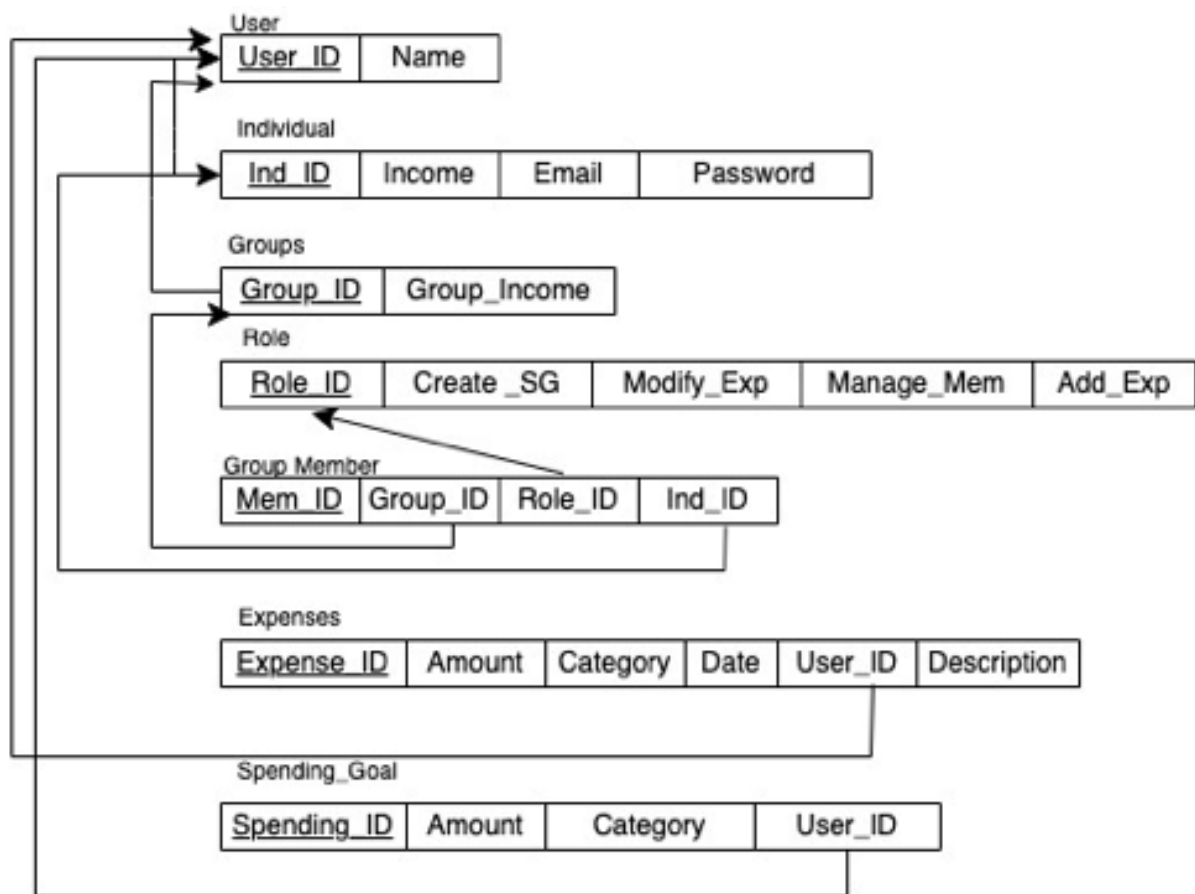 User
User_ID Name
Individual
Ind_ID Income Email Password
Groups
Group_ID Group_Income
Role
Role_ID Create _SG Modify_Exp Manage_Mem Add_Exp
Group Member
Mem_ID Group_ID Role_ID Ind_ID
Expenses
Expense_ID Amount Category Date User_ID Description
Spending_Goal
Spending_ID Amount Category User_ID